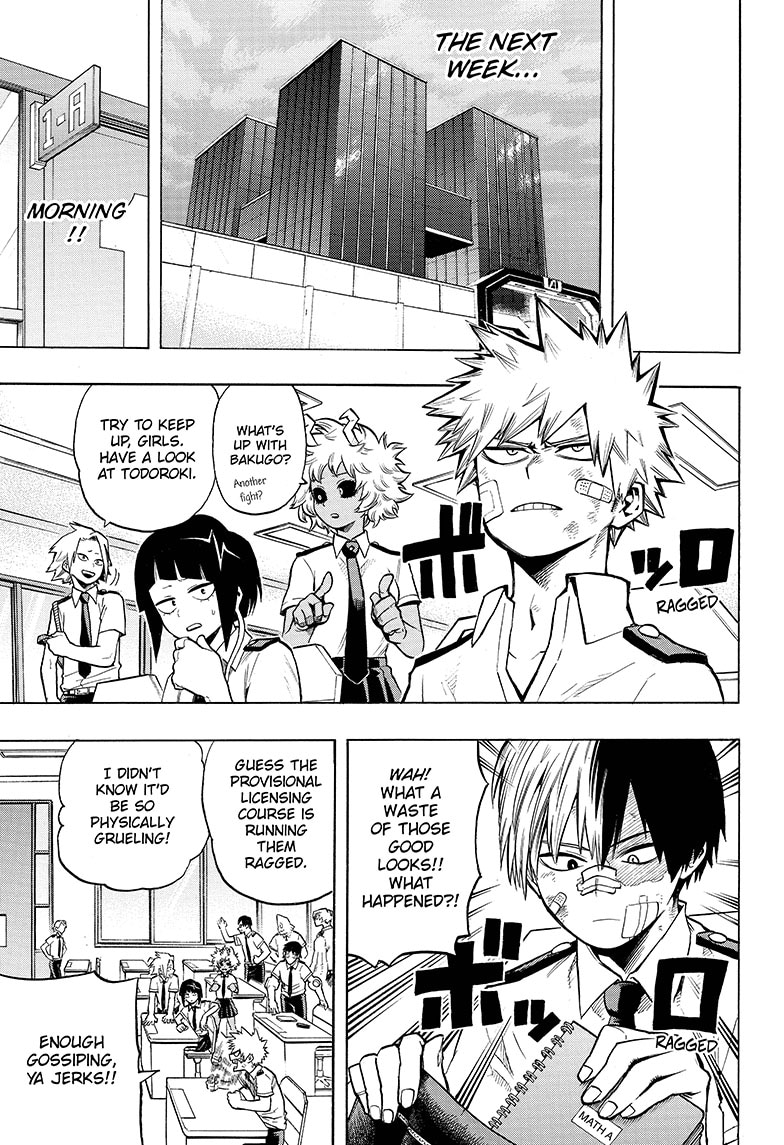 THE NEXT
WEEK...
1-A
MORNING
!!
WHAT'S
UP WITH
BAKUGO?
Another
fight?
TRY TO KEEP
UP, GIRLS.
HAVE A LOOK
AT TODOROKI.
ボロッ
RAGGED
WAH!
WHAT A
WASTE
OF THOSE
GOOD
LOOKS!!
WHAT
HAPPENED?!
ボロッ
RAGGED
MATH A
GUESS THE
PROVISIONAL
LICENSING
COURSE IS
RUNNING
THEM
RAGGED.
I DIDN'T
KNOW IT'D
BE SO
PHYSICALLY
GRUELING!
ENOUGH
GOSSIPING,
YA JERKS!!